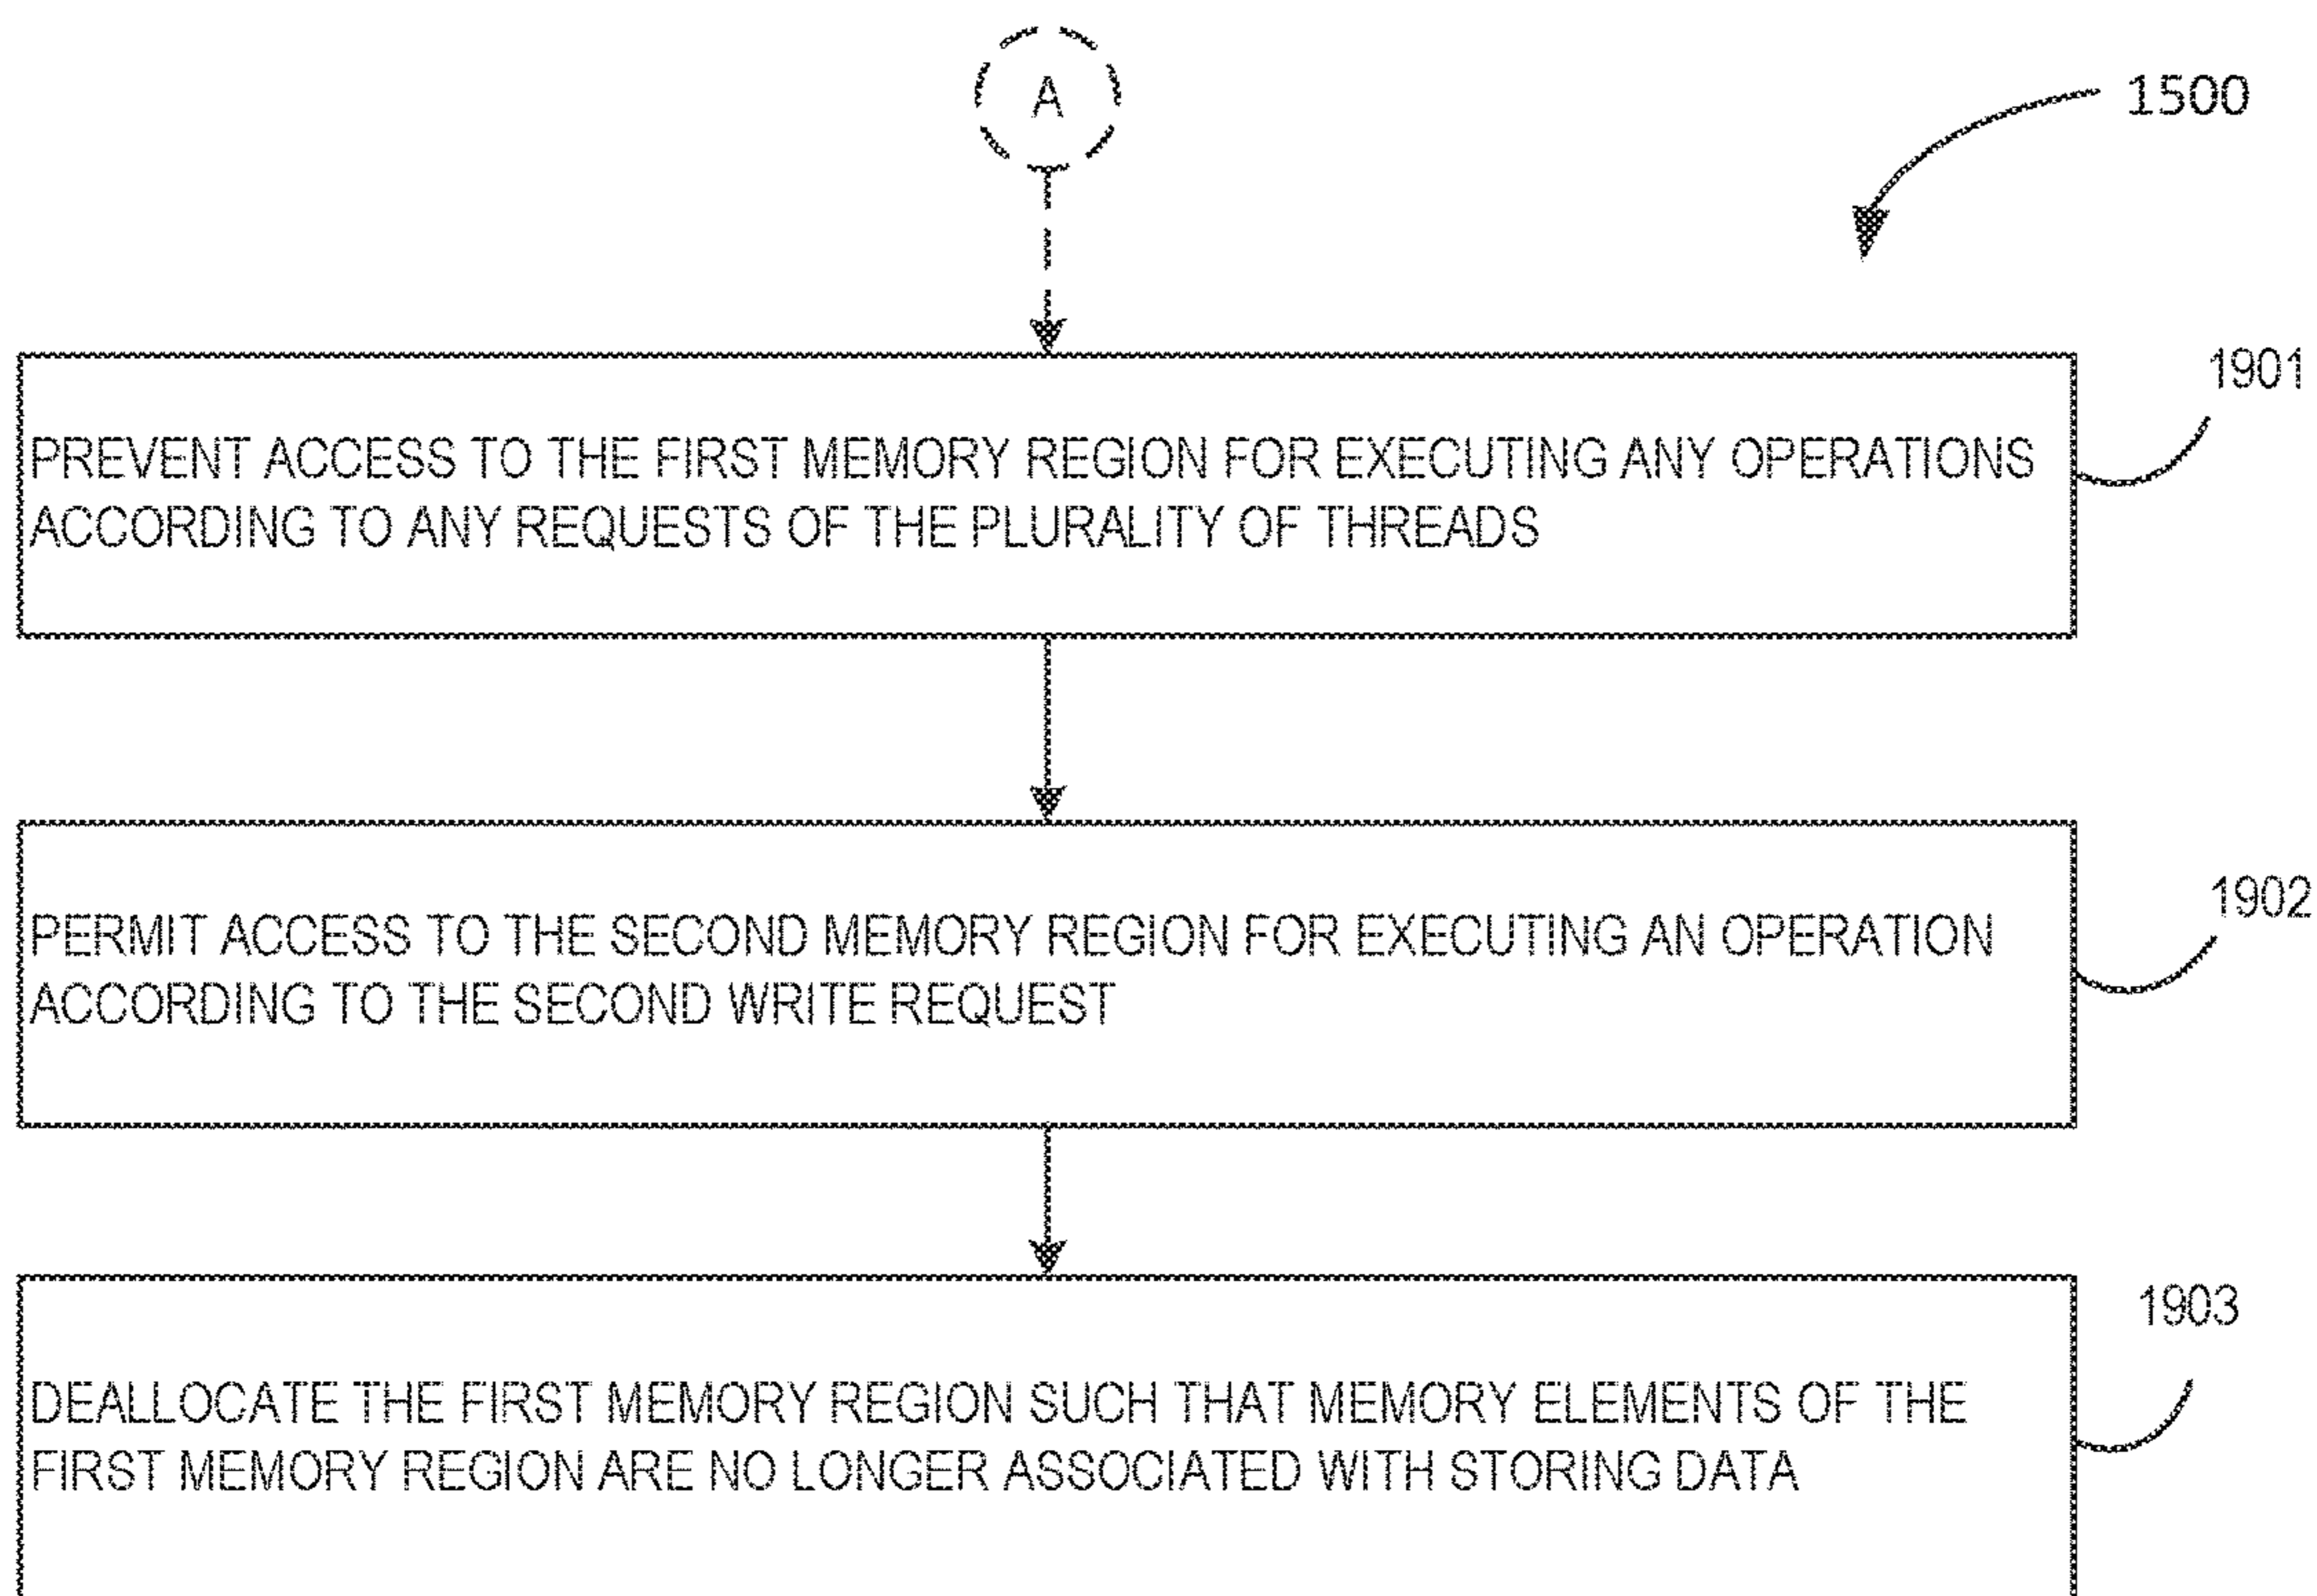 A
1500
1901
PREVENT ACCESS TO THE FIRST MEMORY REGION FOR EXECUTING ANY OPERATIONS
ACCORDING TO ANY REQUESTS OF THE PLURALITY OF THREADS
1902
PERMIT ACCESS TO THE SECOND MEMORY REGION FOR EXECUTING AN OPERATION
ACCORDING TO THE SECOND WRITE REQUEST
1903
DEALLOCATE THE FIRST MEMORY REGION SUCH THAT MEMORY ELEMENTS OF THE
FIRST MEMORY REGION ARE NO LONGER ASSOCIATED WITH STORING DATA